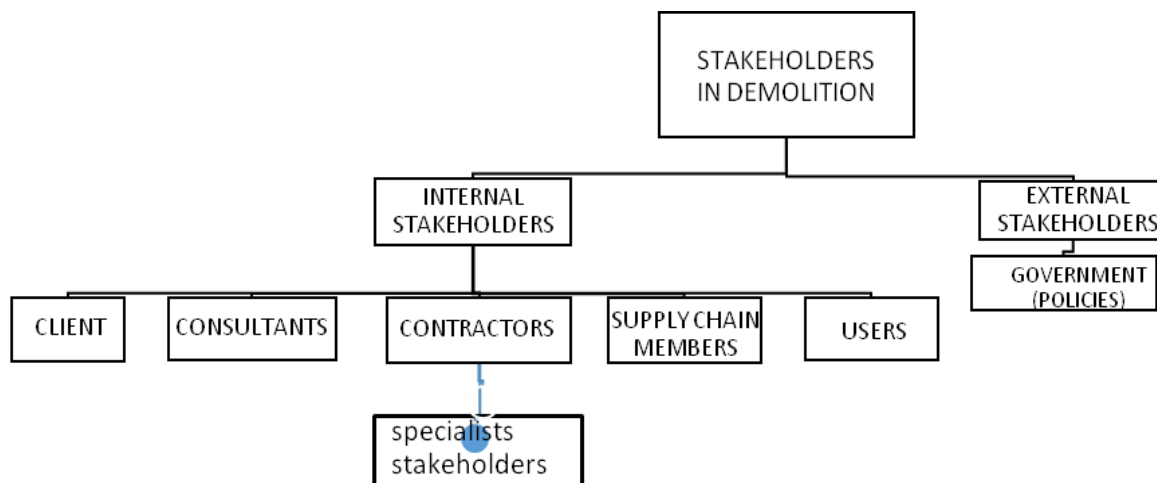 STAKEHOLDERS
IN DEMOLITION
INTERNAL
STAKEHOLDERS
EXTERNAL
STAKEHOLDERS
GOVERNMENT
(POLICIES)
CLIENT
CONSULTANTS
CONTRACTORS
SUPPLY CHAIN
MEMBERS
USERS
specialists
stakeholders